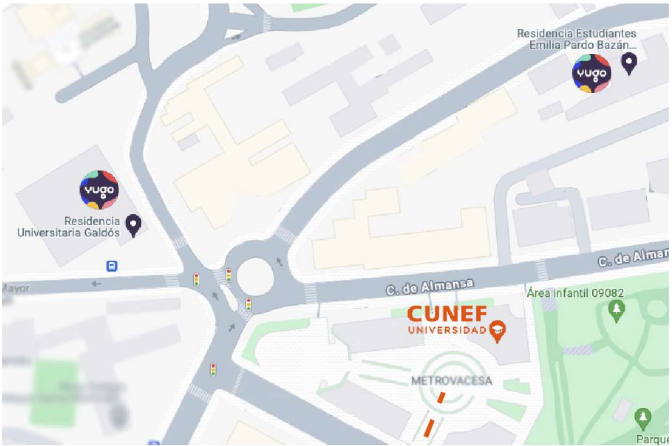 Residencia Estudiantes
Emilia Pardo Bazán...
yugo
yugo
Residencia
Universitaria Galdós
Mayor
C. de Almansa
C. de Alman
Área infantil 09082
CUNEF
UNIVERSIDAD
METROVACESA
Parqu